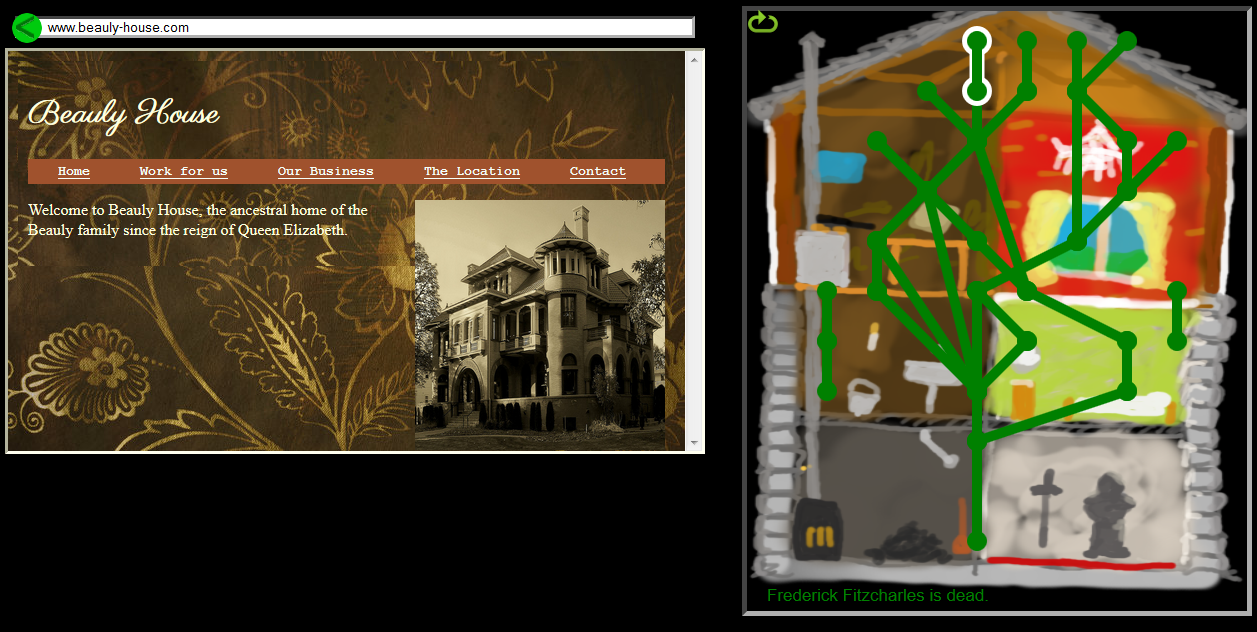 www.beauly-house.com
Beauly House
Home Work for us Our Business The Location Contact
Welcome to Beauly House, the ancestral home of the
Beauly family since the reign of Queen Elizabeth.
Frederick Fitzcharles is dead.